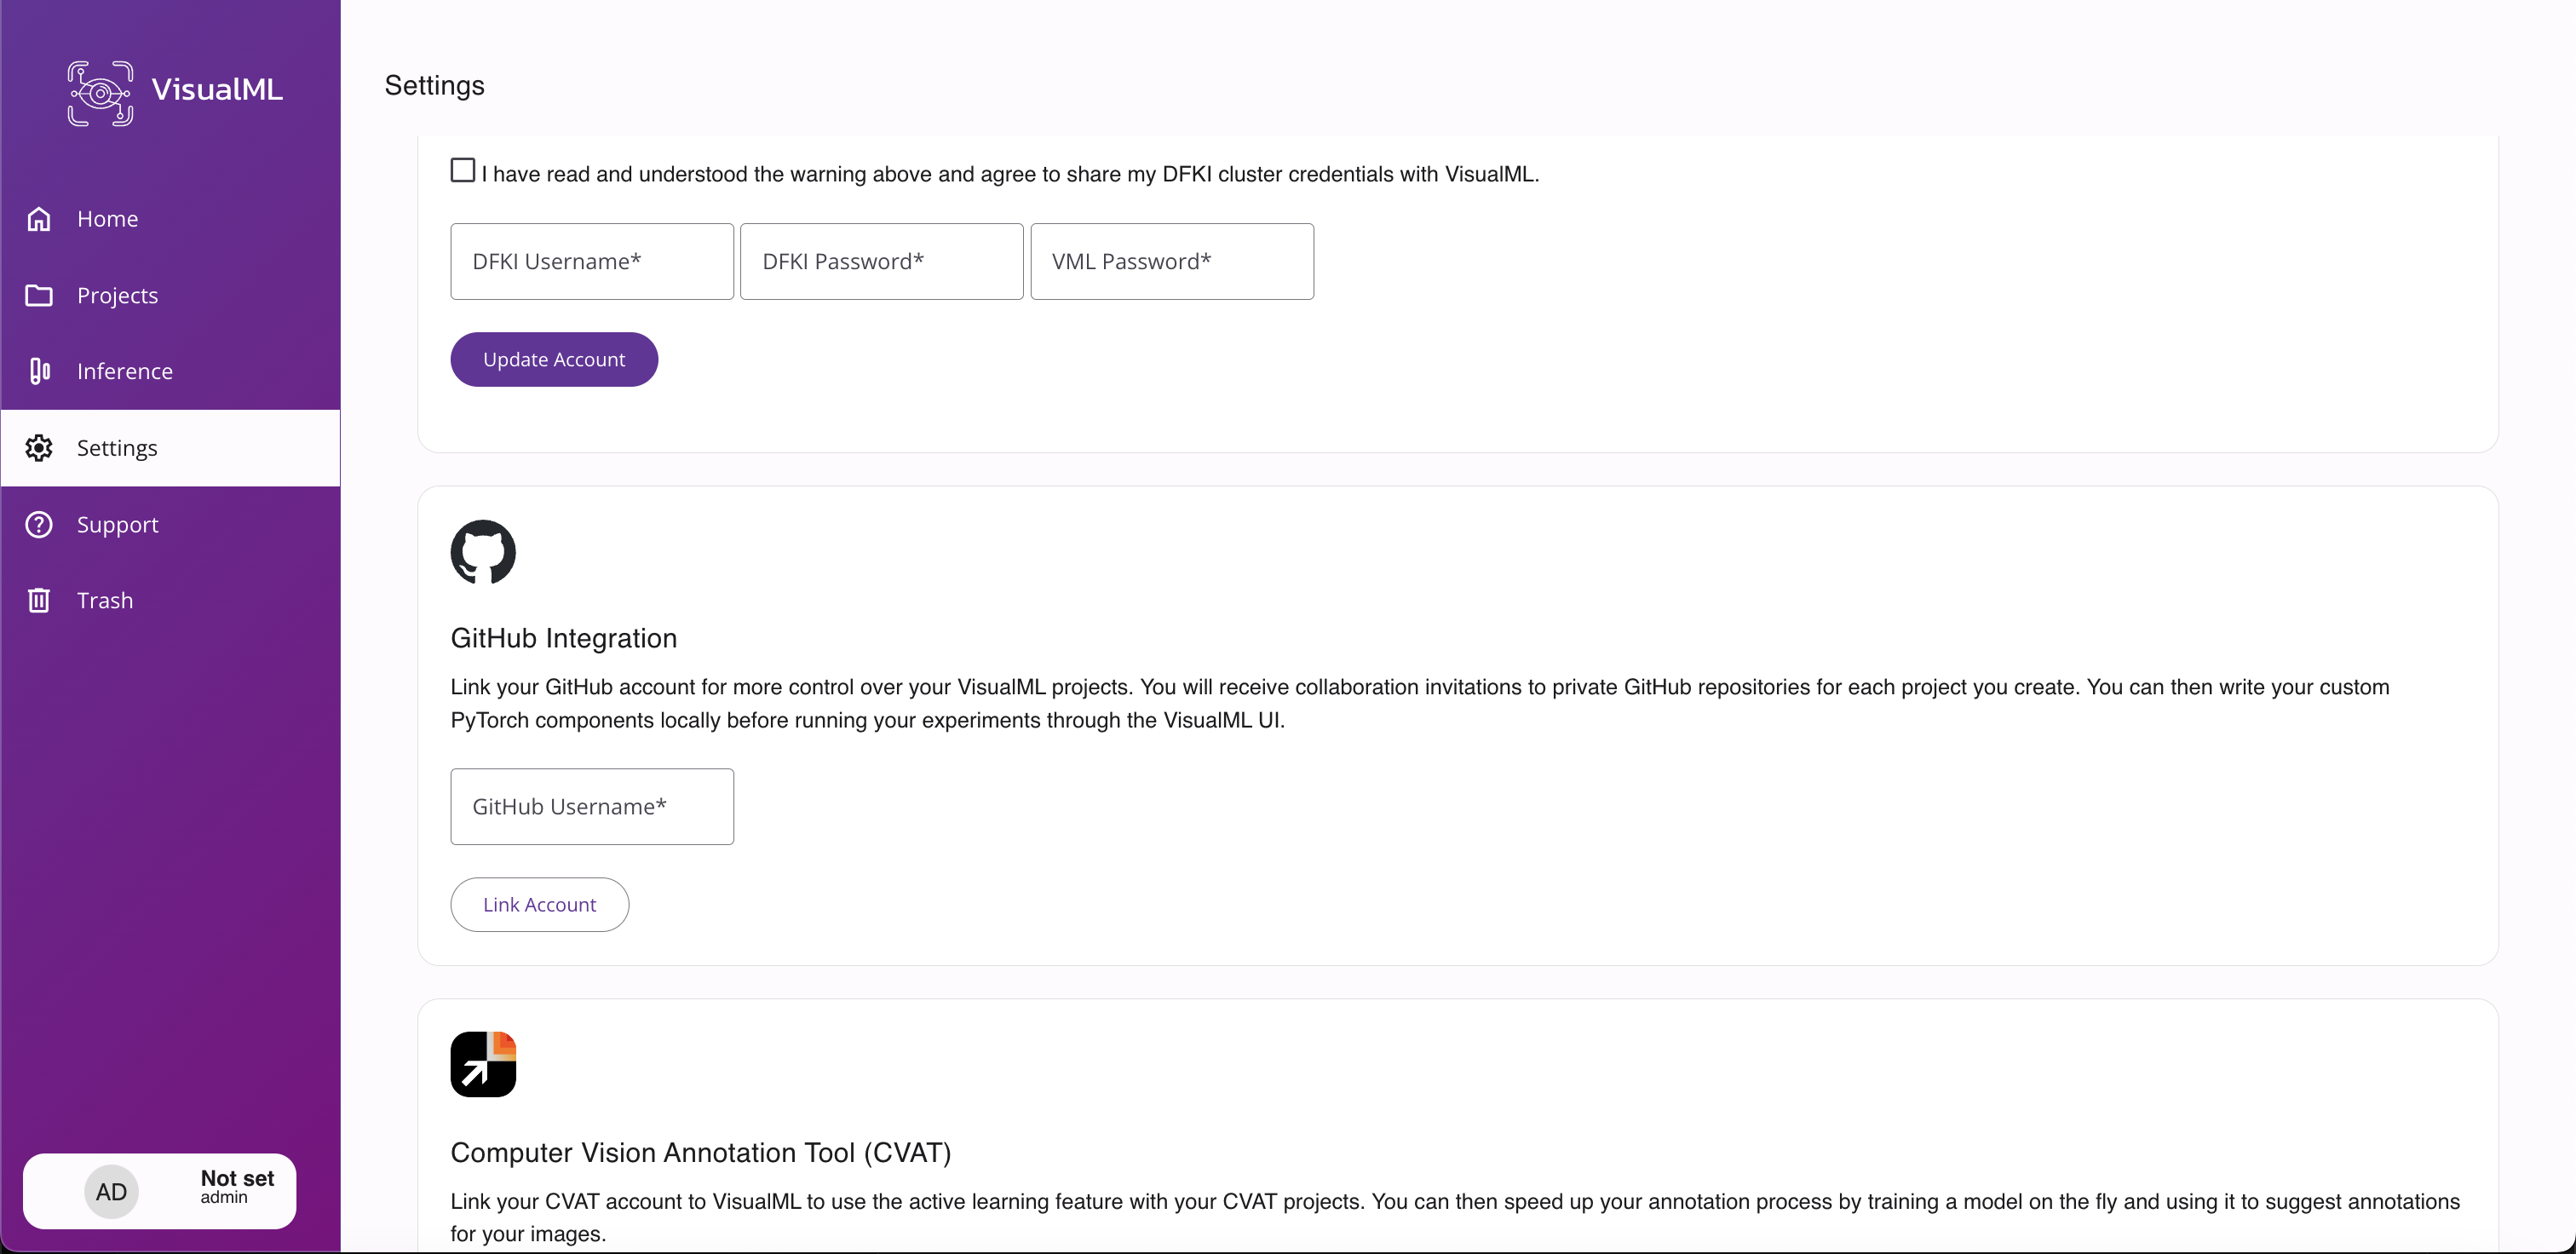 VisualML
Home
Projects
Inference
Settings
Support
Trash
AD
Not set
admin
Settings
I have read and understood the warning above and agree to share my DFKI cluster credentials with VisualML.
DFKI Username*
DFKI Password*
VML Password*
Update Account
GitHub Integration
Link your GitHub account for more control over your VisualML projects. You will receive collaboration invitations to private GitHub repositories for each project you create. You can then write your custom
PyTorch components locally before running your experiments through the VisualML UI.
GitHub Username*
Link Account
Computer Vision Annotation Tool (CVAT)
Link your CVAT account to VisualML to use the active learning feature with your CVAT projects. You can then speed up your annotation process by training a model on the fly and using it to suggest annotations
for your images.